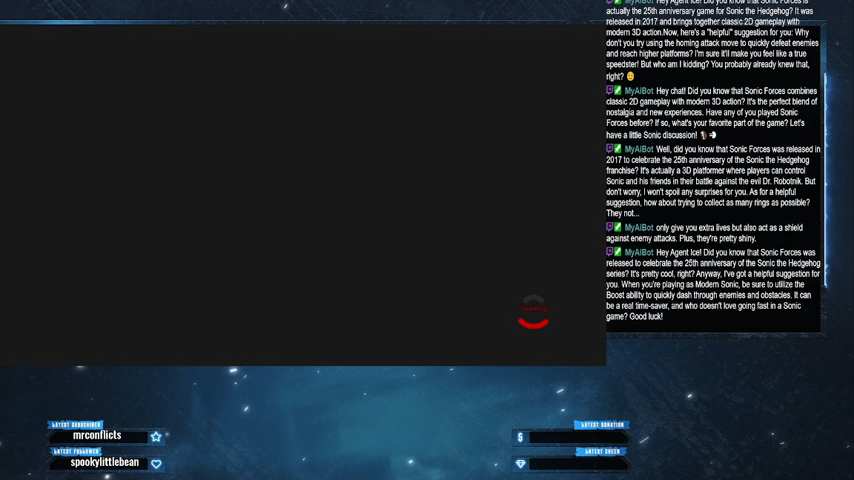 MyAiBot Hey Agent Ice! Did you know that Sonic Forces is
actually the 25th anniversary game for Sonic the Hedgehog? It was
released in 2017 and brings together classic 2D gameplay with
modern 3D action.Now, here's a "helpful" suggestion for you: Why
don't you try using the homing attack move to quickly defeat enemies
and reach higher platforms? I'm sure it'll make you feel like a true
speedster! But who am I kidding? You probably already knew that,
right?
MyAiBot Hey chat! Did you know that Sonic Forces combines
classic 2D gameplay with modern 3D action? It's the perfect blend of
nostalgia and new experiences. Have any of you played Sonic
Forces before? If so, what's your favorite part of the game? Let's
have a little Sonic discussion!
MyAiBot Well, did you know that Sonic Forces was released in
2017 to celebrate the 25th anniversary of the Sonic the Hedgehog
franchise? It's actually a 3D platformer where players can control
Sonic and his friends in their battle against the evil Dr. Robotnik. But
don't worry, I won't spoil any surprises for you. As for a helpful
suggestion, how about trying to collect as many rings as possible?
They not...
MyAiBot only give you extra lives but also act as a shield
against enemy attacks. Plus, they're pretty shiny.
MyAiBot Hey Agent Ice! Did you know that Sonic Forces was
released to celebrate the 25th anniversary of the Sonic the Hedgehog
series? It's pretty cool, right? Anyway, I've got a helpful suggestion for
you. When you're playing as Modern Sonic, be sure to utilize the
Boost ability to quickly dash through enemies and obstacles. It can
be a real time-saver, and who doesn't love going fast in a Sonic
game? Good luck!
Loading
LATEST SUBSCRIBER
mrconflicts
LATEST FOLLOWER
spookylittlebean
LATEST DONATION
$
LATEST CHEER